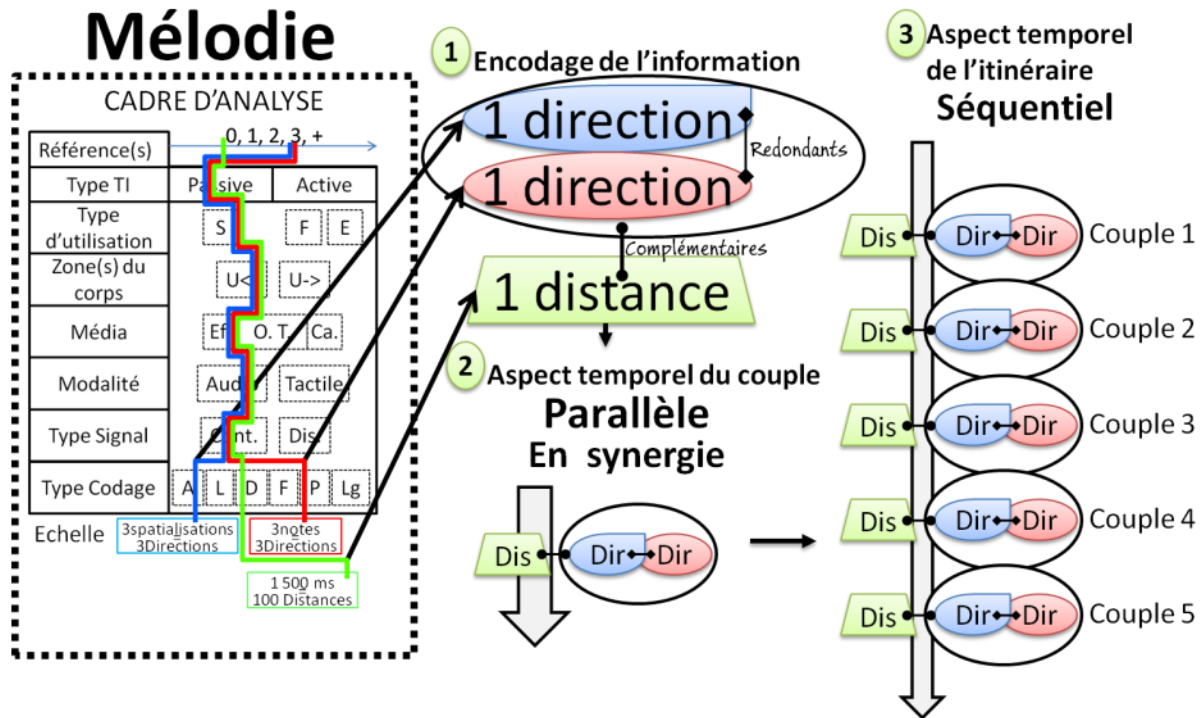 Mélodie
CADRE D'ANALYSE
Référence(s)
0, 1, 2, 3, +
Type TI
Passive
Active
Type
d'utilisation
S
F
E
Zone(s) du
corps
U<
U->
Média
O. T.
Ca.
Modalité
Tactile
Type Signal
Cont.
Dis.
Type Codage
A
L
D
F
P
Lg
Echelle
3spatialisations
=
3Directions
3notes
=
3Directions
1 500 ms
=
100 Distances
1 Encodage de l'information
1 direction
1 direction
Redondants
Complémentaires
1 distance
2 Aspect temporel du couple
Parallèle
En synergie
Dis
Dir
Dir
3 Aspect temporel
de l'itinéraire
Séquentiel
Dis Dir Dir Couple 1
Dis Dir Dir Couple 2
Dis Dir Dir Couple 3
Dis Dir Dir Couple 4
Dis Dir Dir Couple 5